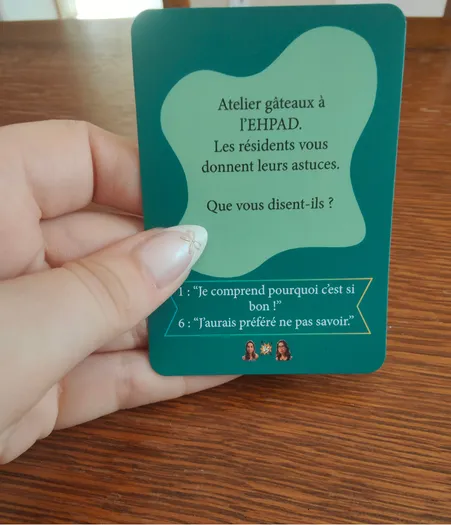 Atelier gâteaux à
l'EHPAD.
Les résidents vous
donnent leurs astuces.
Que vous disent-ils ?
1 : “Je comprend pourquoi c'est si
bon !”
6 : “J'aurais préféré ne pas savoir.”